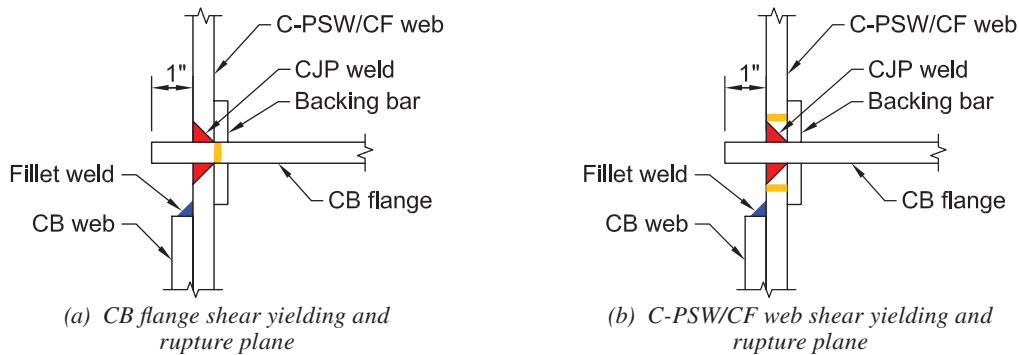 C-PSW/CF web
1"
CJP weld
Backing bar
Fillet weld
CB web
CB flange
(a) CB flange shear yielding and
rupture plane
C-PSW/CF web
1"
CJP weld
Backing bar
Fillet weld
CB web
CB flange
(b) C-PSW/CF web shear yielding and
rupture plane